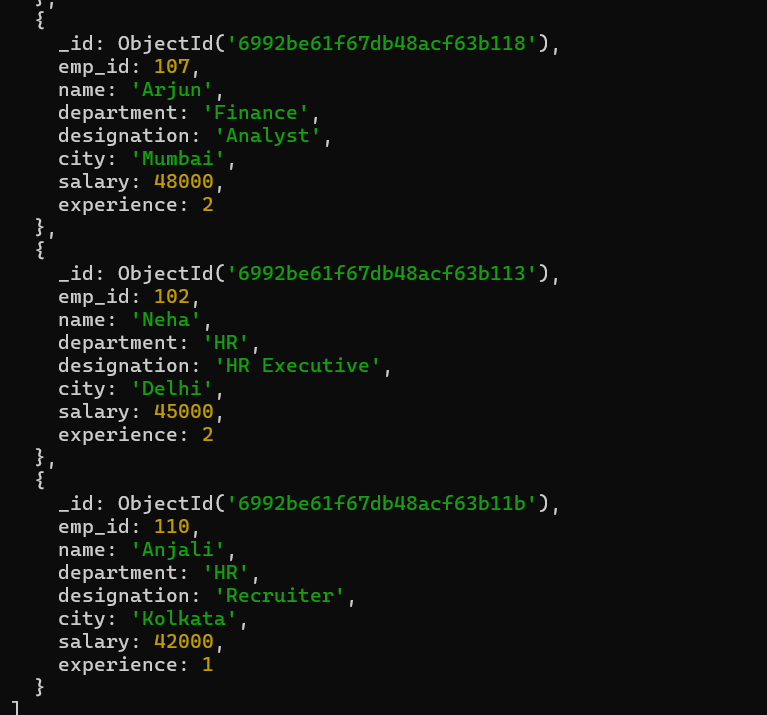 },
{
_id: ObjectId('6992be61f67db48acf63b118'),
emp_id: 107,
name: 'Arjun',
department: 'Finance',
designation: 'Analyst',
city: 'Mumbai',
salary: 48000,
experience: 2
},
{
_id: ObjectId('6992be61f67db48acf63b113'),
emp_id: 102,
name: 'Neha',
department: 'HR',
designation: 'HR Executive',
city: 'Delhi',
salary: 45000,
experience: 2
},
{
_id: ObjectId('6992be61f67db48acf63b11b'),
emp_id: 110,
name: 'Anjali',
department: 'HR',
designation: 'Recruiter',
city: 'Kolkata',
salary: 42000,
experience: 1
}
]